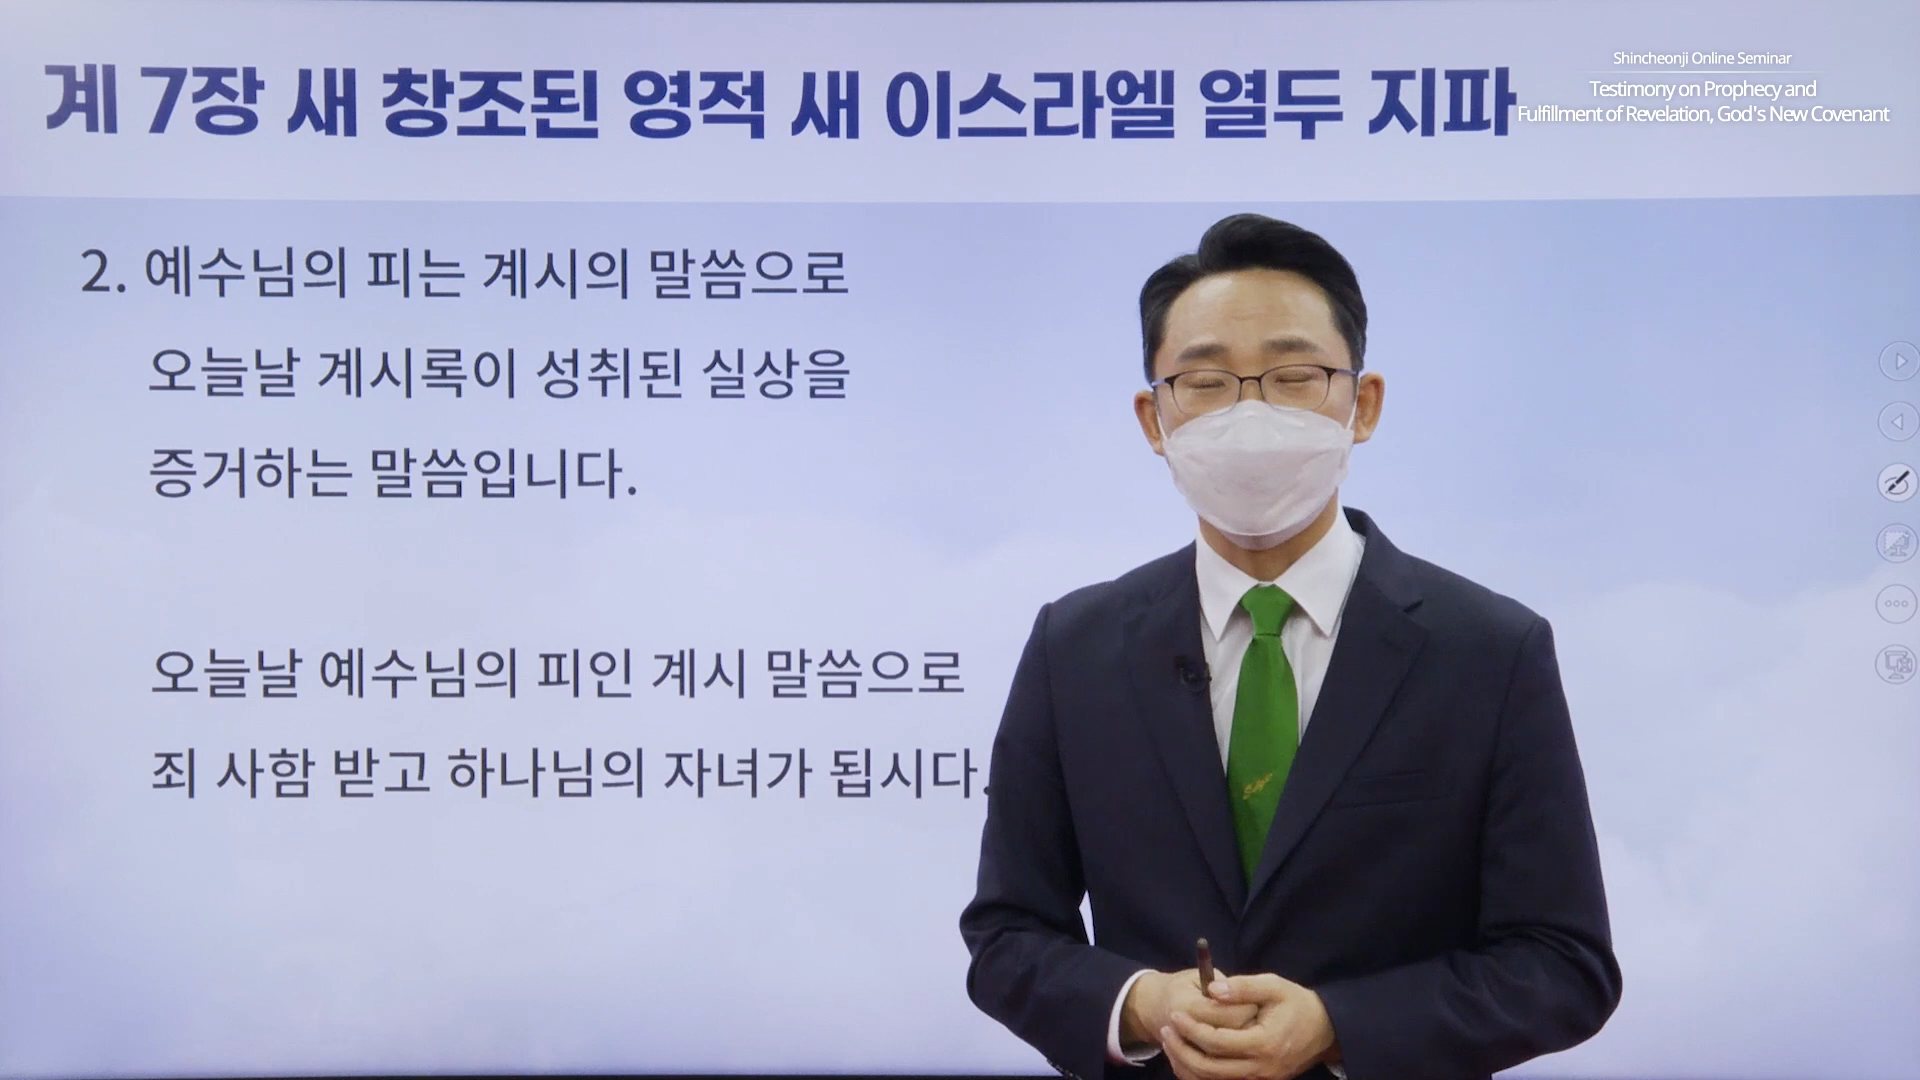 계 7장 새 창조된 영적 새 이스라엘 열두 지파
Shincheonji Online Seminar
Testimony on Prophecy and
Fulfillment of Revelation, God's New Covenant
2. 예수님의 피는 계시의 말씀으로
오늘날 계시록이 성취된 실상을
증거하는 말씀입니다.
오늘날 예수님의 피인 계시 말씀으로
죄 사함 받고 하나님의 자녀가 됩시다.